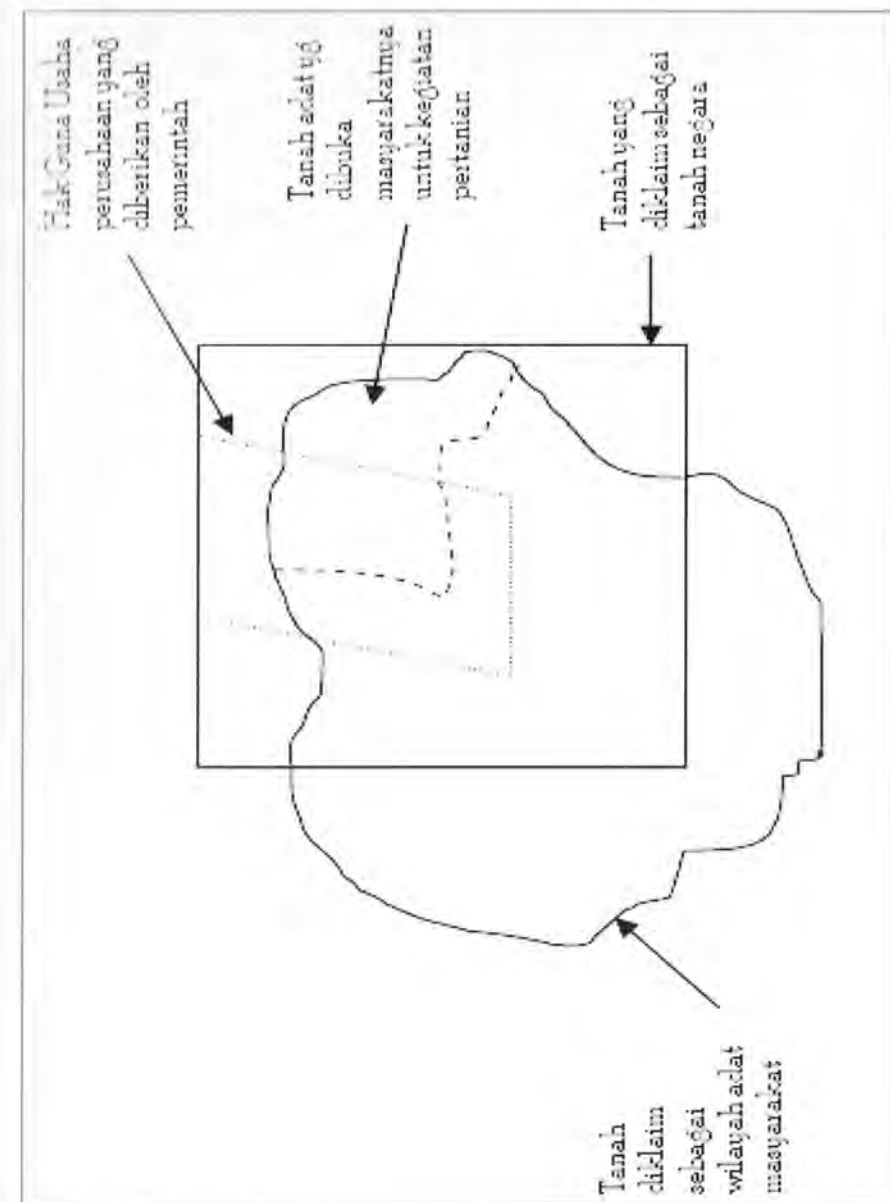 Hak Guna Usaha
perusahaan yang
diberikan oleh
pemerintah
Tanah adat yg
dibuka
masyarakatnya
untuk kegiatan
pertanian
Tanah yang
diklaim sebagai
tanah negara
Tanah
diklaim
sebagai
wilayah adat
masyarakat